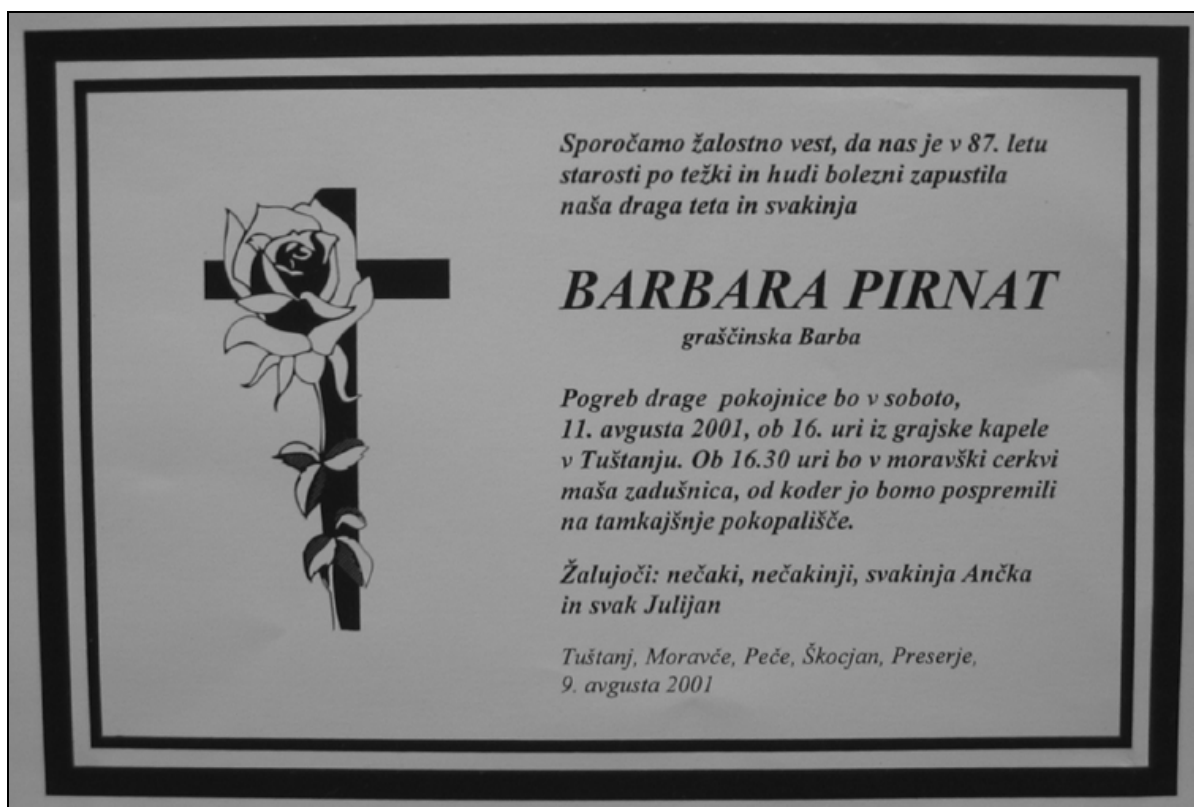 Sporočamo žalostno vest, da nas je v 87. letu
starosti po težki in hudi bolezni zapustila
naša draga teta in svakinja
BARBARA PIRNAT
graščinska Barba
Pogreb drage pokojnice bo v soboto,
11. avgusta 2001, ob 16. uri iz grajske kapele
v Tuštanju. Ob 16.30 uri bo v moravški cerkvi
maša zadušnica, od koder jo bomo pospremili
na tamkajšnje pokopališče.
Žalujoči: nečaki, nečakinji, svakinja Ančka
in svak Julijan
Tuštanj, Moravče, Peče, Škocjan, Preserje,
9. avgusta 2001